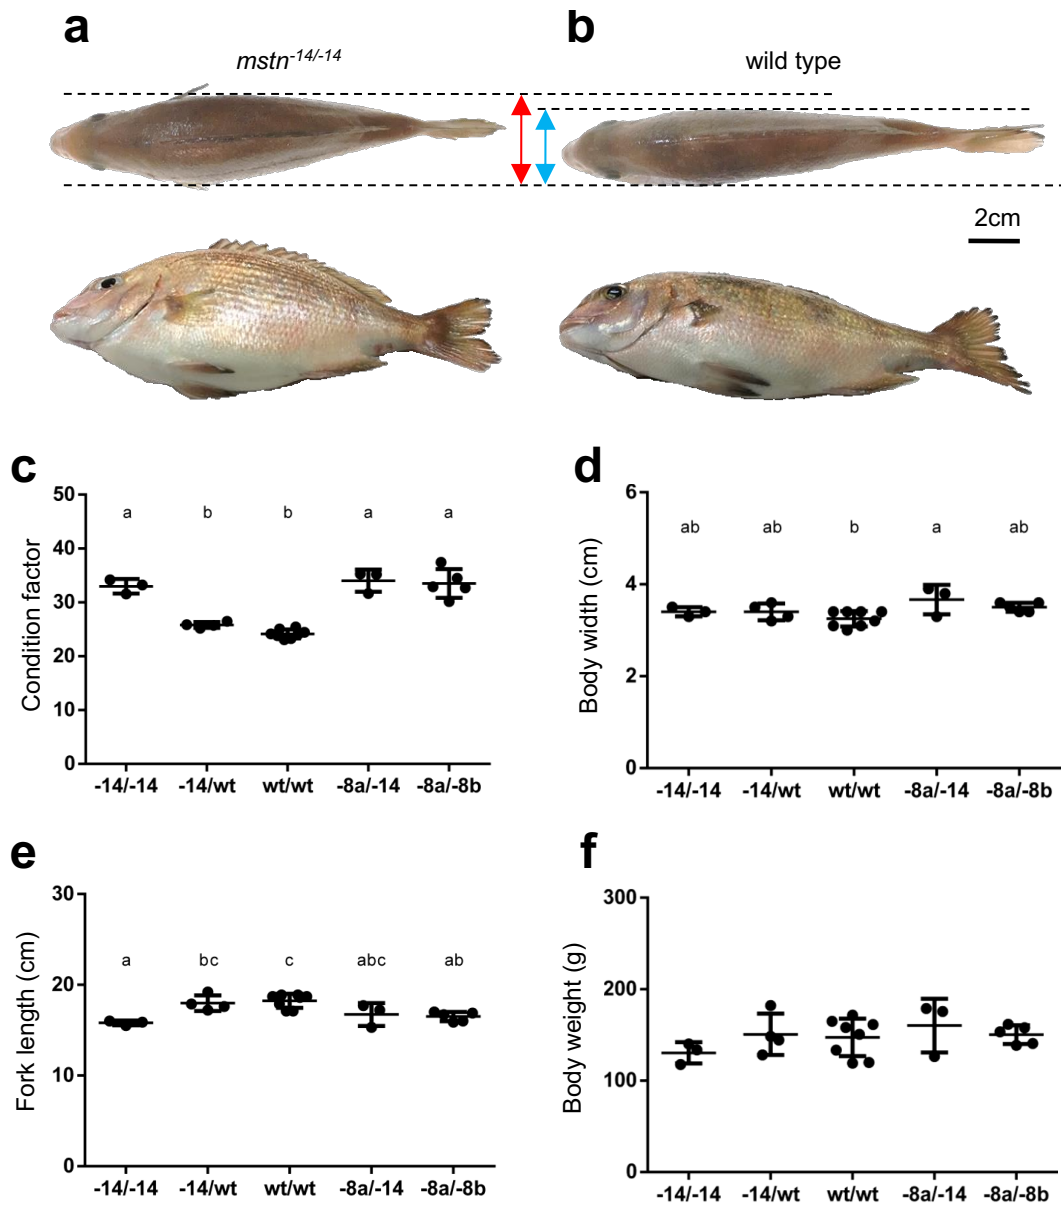 a
b
mstn-14/-14
wild type
2cm
c
d
50
40
30
20
10
0
Condition factor
a b b a a
-14/-14 -14/wt wt/wt -8a/-14 -8a/-8b
6
4
2
0
Body width (cm)
ab ab b a ab
-14/-14 -14/wt wt/wt -8a/-14 -8a/-8b
e
f
30
20
10
0
Fork length (cm)
a bc c abc ab
-14/-14 -14/wt wt/wt -8a/-14 -8a/-8b
300
200
100
0
Body weight (g)
-14/-14 -14/wt wt/wt -8a/-14 -8a/-8b